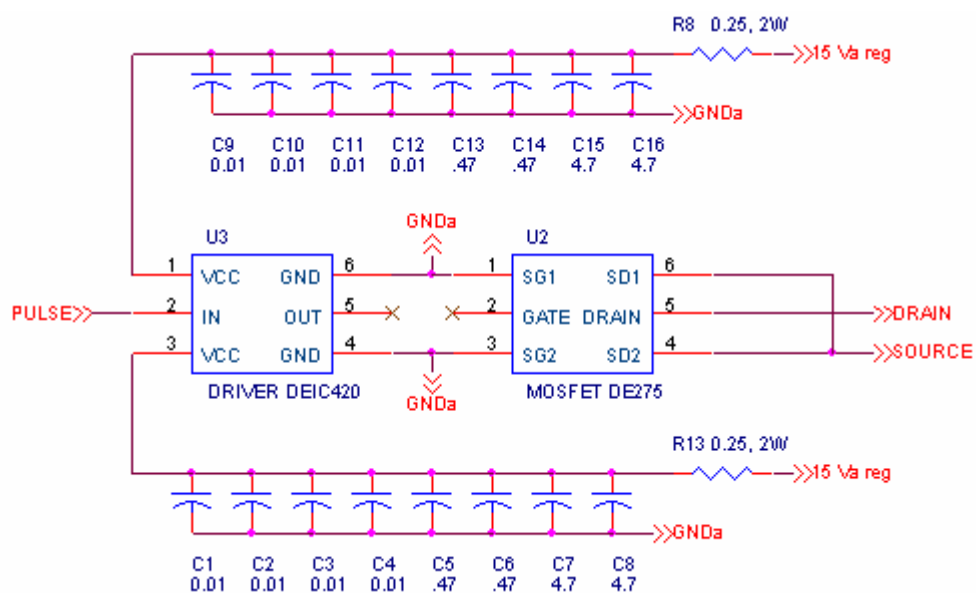 R8 0.25, 2W
15 Va reg
GNDa
C9 C10 C11 C12 C13 C14 C15 C16
0.01 0.01 0.01 0.01 .47 .47 4.7 4.7
GNDa
U3 U2
1 VCC GND 6 1 SG1 SD1 6
PULSE 2 IN OUT 5 2 GATE DRAIN 5 DRAIN
3 VCC GND 4 3 SG2 SD2 4 SOURCE
DRIVER DEIC420 GNDa MOSFET DE275
R13 0.25, 2W
15 Va reg
GNDa
C1 C2 C3 C4 C5 C6 C7 C8
0.01 0.01 0.01 0.01 .47 .47 4.7 4.7